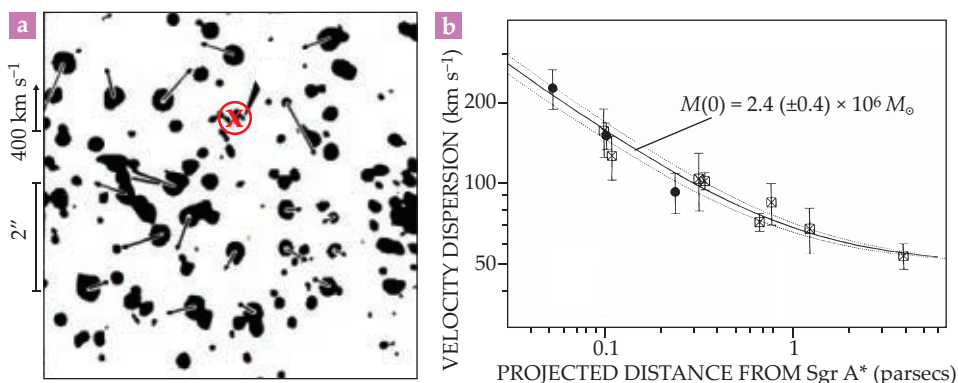 a
X
400 km s⁻¹
2″
b
VELOCITY DISPERSION (km s⁻¹)
200
100
50
M(0) = 2.4 (±0.4) × 10⁶ M☉
0.1
1
PROJECTED DISTANCE FROM Sgr A* (parsecs)